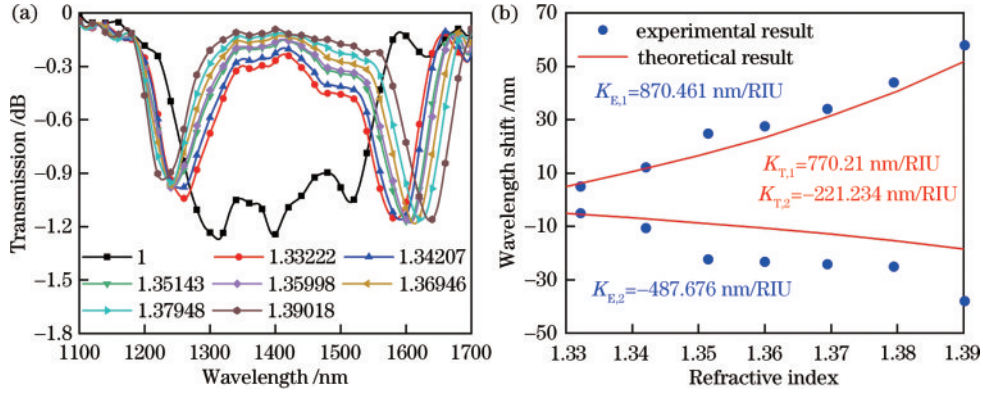 (a)
0
−0.3
−0.6
−0.9
−1.2
−1.5
−1.8
Transmission /dB
1 1.33222 1.34207
1.35143 1.35998 1.36946
1.37948 1.39018
1100 1200 1300 1400 1500 1600 1700
Wavelength /nm
(b)
70
50
30
10
−10
−30
−50
Wavelength shift/nm
experimental result
theoretical result
K_E,1=870.461 nm/RIU
K_T,1=770.21 nm/RIU
K_T,2=−221.234 nm/RIU
K_E,2=−487.676 nm/RIU
1.33 1.34 1.35 1.36 1.37 1.38 1.39
Refractive index